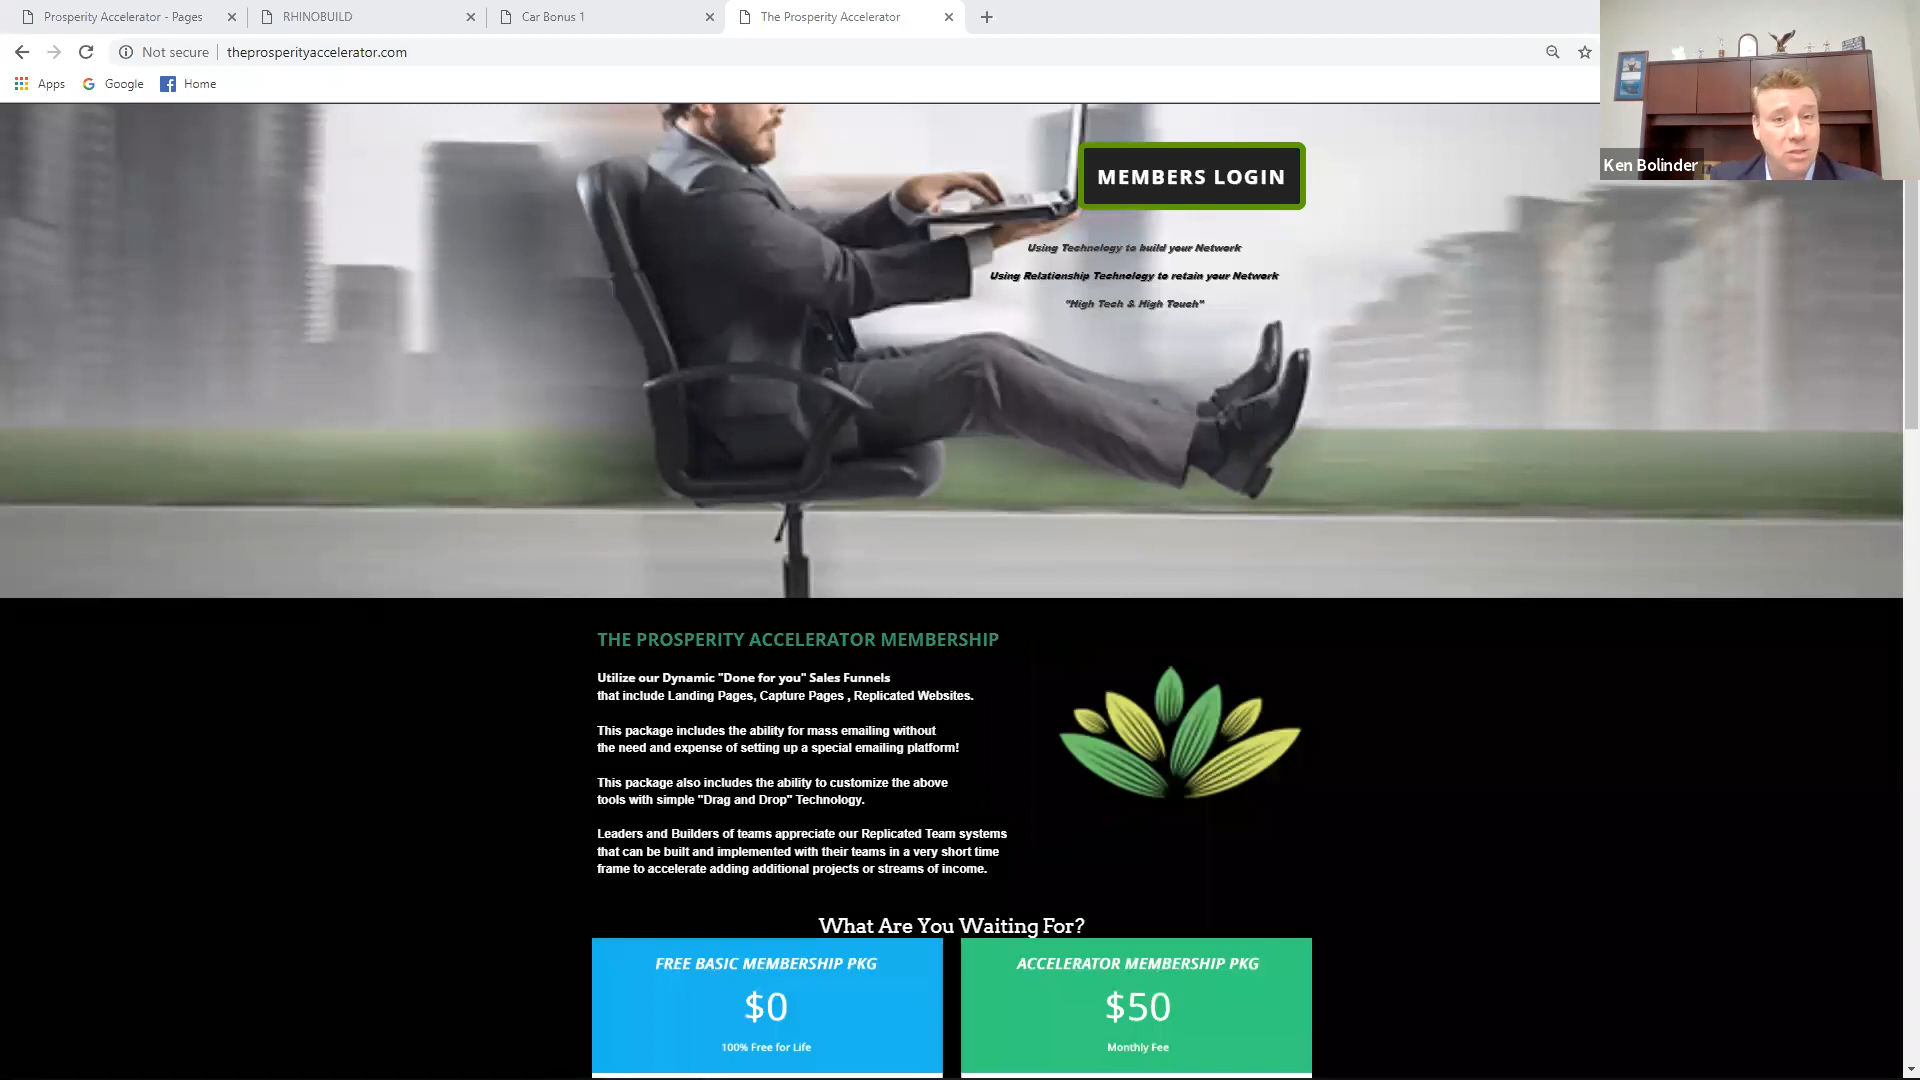 Prosperity Accelerator - Pages
RHINOBUILD
Car Bonus 1
The Prosperity Accelerator
Not secure
theprosperityaccelerator.com
Apps
Google
Home
Ken Bolinder
MEMBERS LOGIN
Using Technology to build your Network
Using Relationship Technology to retain your Network
"High Tech & High Touch"
THE PROSPERITY ACCELERATOR MEMBERSHIP
Utilize our Dynamic "Done for you" Sales Funnels
that include Landing Pages, Capture Pages , Replicated Websites.
This package includes the ability for mass emailing without
the need and expense of setting up a special emailing platform!
This package also includes the ability to customize the above
tools with simple "Drag and Drop" Technology.
Leaders and Builders of teams appreciate our Replicated Team systems
that can be built and implemented with their teams in a very short time
frame to accelerate adding additional projects or streams of income.
What Are You Waiting For?
FREE BASIC MEMBERSHIP PKG
$0
100% Free for Life
ACCELERATOR MEMBERSHIP PKG
$50
Monthly Fee